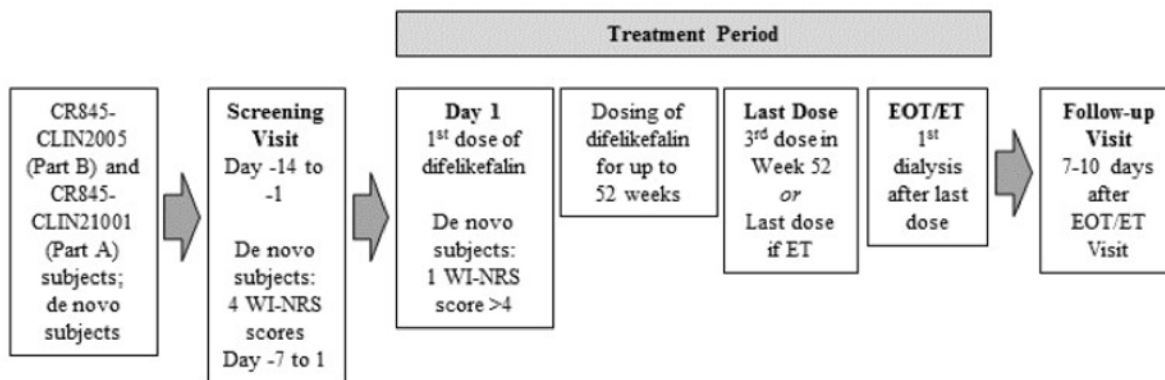 Treatment Period
CR845-
CLIN2005
(Part B) and
CR845-
CLIN21001
(Part A)
subjects;
de novo
subjects
Screening
Visit
Day -14 to
-1
De novo
subjects:
4 WI-NRS
scores
Day -7 to 1
Day 1
1st dose of
difelikefalin
De novo
subjects:
1 WI-NRS
score >4
Dosing of
difelikefalin
for up to
52 weeks
Last Dose
3rd dose in
Week 52
or
Last dose
if ET
EOT/ET
1st
dialysis
after last
dose
Follow-up
Visit
7-10 days
after
EOT/ET
Visit